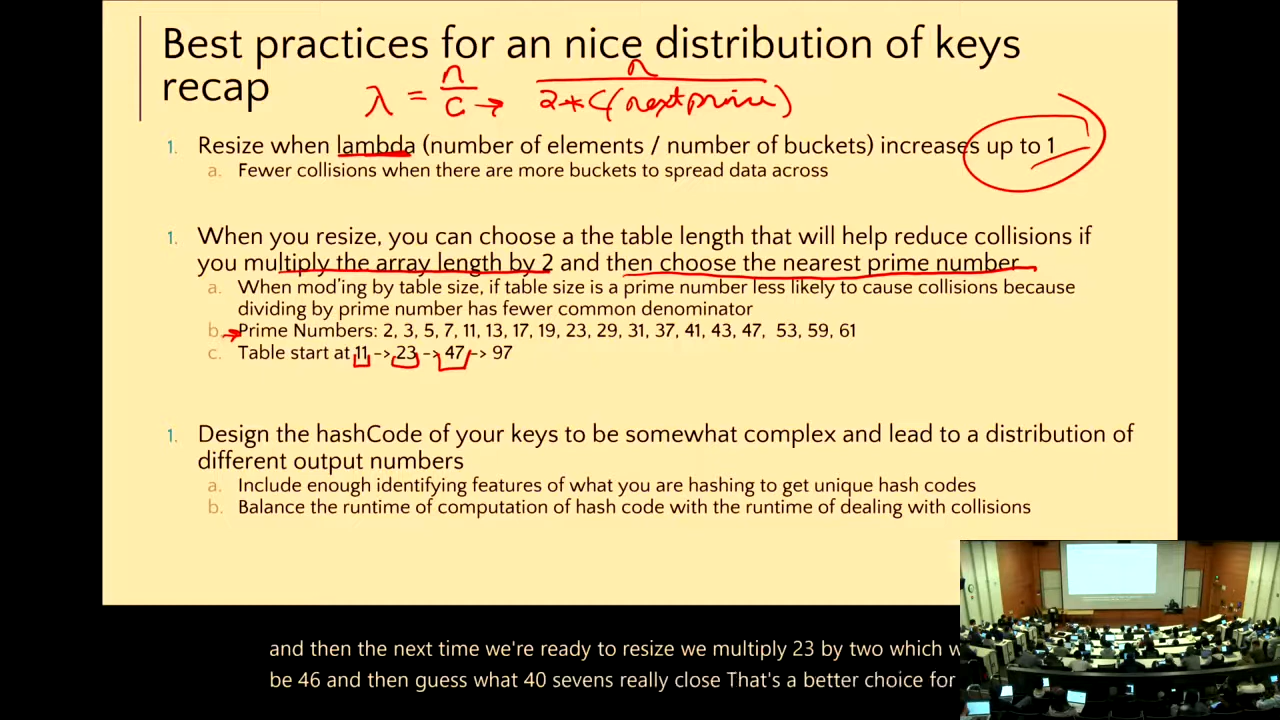 Best practices for an nice distribution of keys
recap
λ = n/c → n/2*C(next prime)
1. Resize when lambda (number of elements / number of buckets) increases up to 1
a. Fewer collisions when there are more buckets to spread data across
1. When you resize, you can choose a the table length that will help reduce collisions if
you multiply the array length by 2 and then choose the nearest prime number
a. When mod'ing by table size, if table size is a prime number less likely to cause collisions because
dividing by prime number has fewer common denominator
b. Prime Numbers: 2, 3, 5, 7, 11, 13, 17, 19, 23, 29, 31, 37, 41, 43, 47, 53, 59, 61
c. Table start at 11 -> 23 -> 47 -> 97
1. Design the hashCode of your keys to be somewhat complex and lead to a distribution of
different output numbers
a. Include enough identifying features of what you are hashing to get unique hash codes
b. Balance the runtime of computation of hash code with the runtime of dealing with collisions
and then the next time we're ready to resize we multiply 23 by two which w
be 46 and then guess what 40 sevens really close That's a better choice for